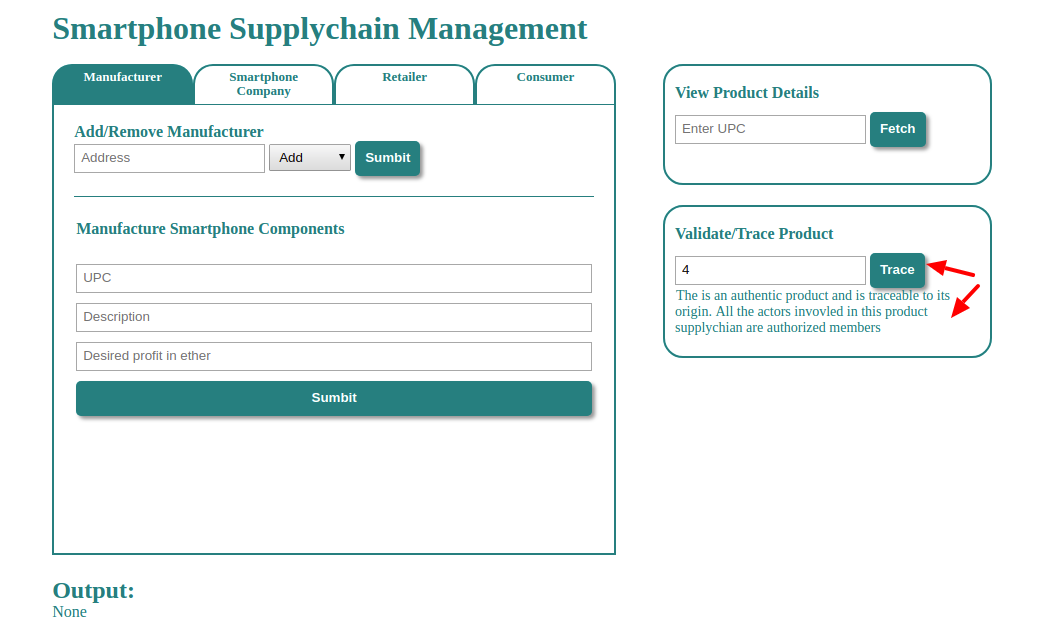 Smartphone Supplychain Management
Manufacturer
Smartphone
Company
Retailer
Consumer
Add/Remove Manufacturer
Address
Add
Sumbit
Manufacture Smartphone Components
UPC
Description
Desired profit in ether
Sumbit
View Product Details
Enter UPC
Fetch
Validate/Trace Product
4
Trace
The is an authentic product and is traceable to its
origin. All the actors invovled in this product
supplychian are authorized members
Output:
None